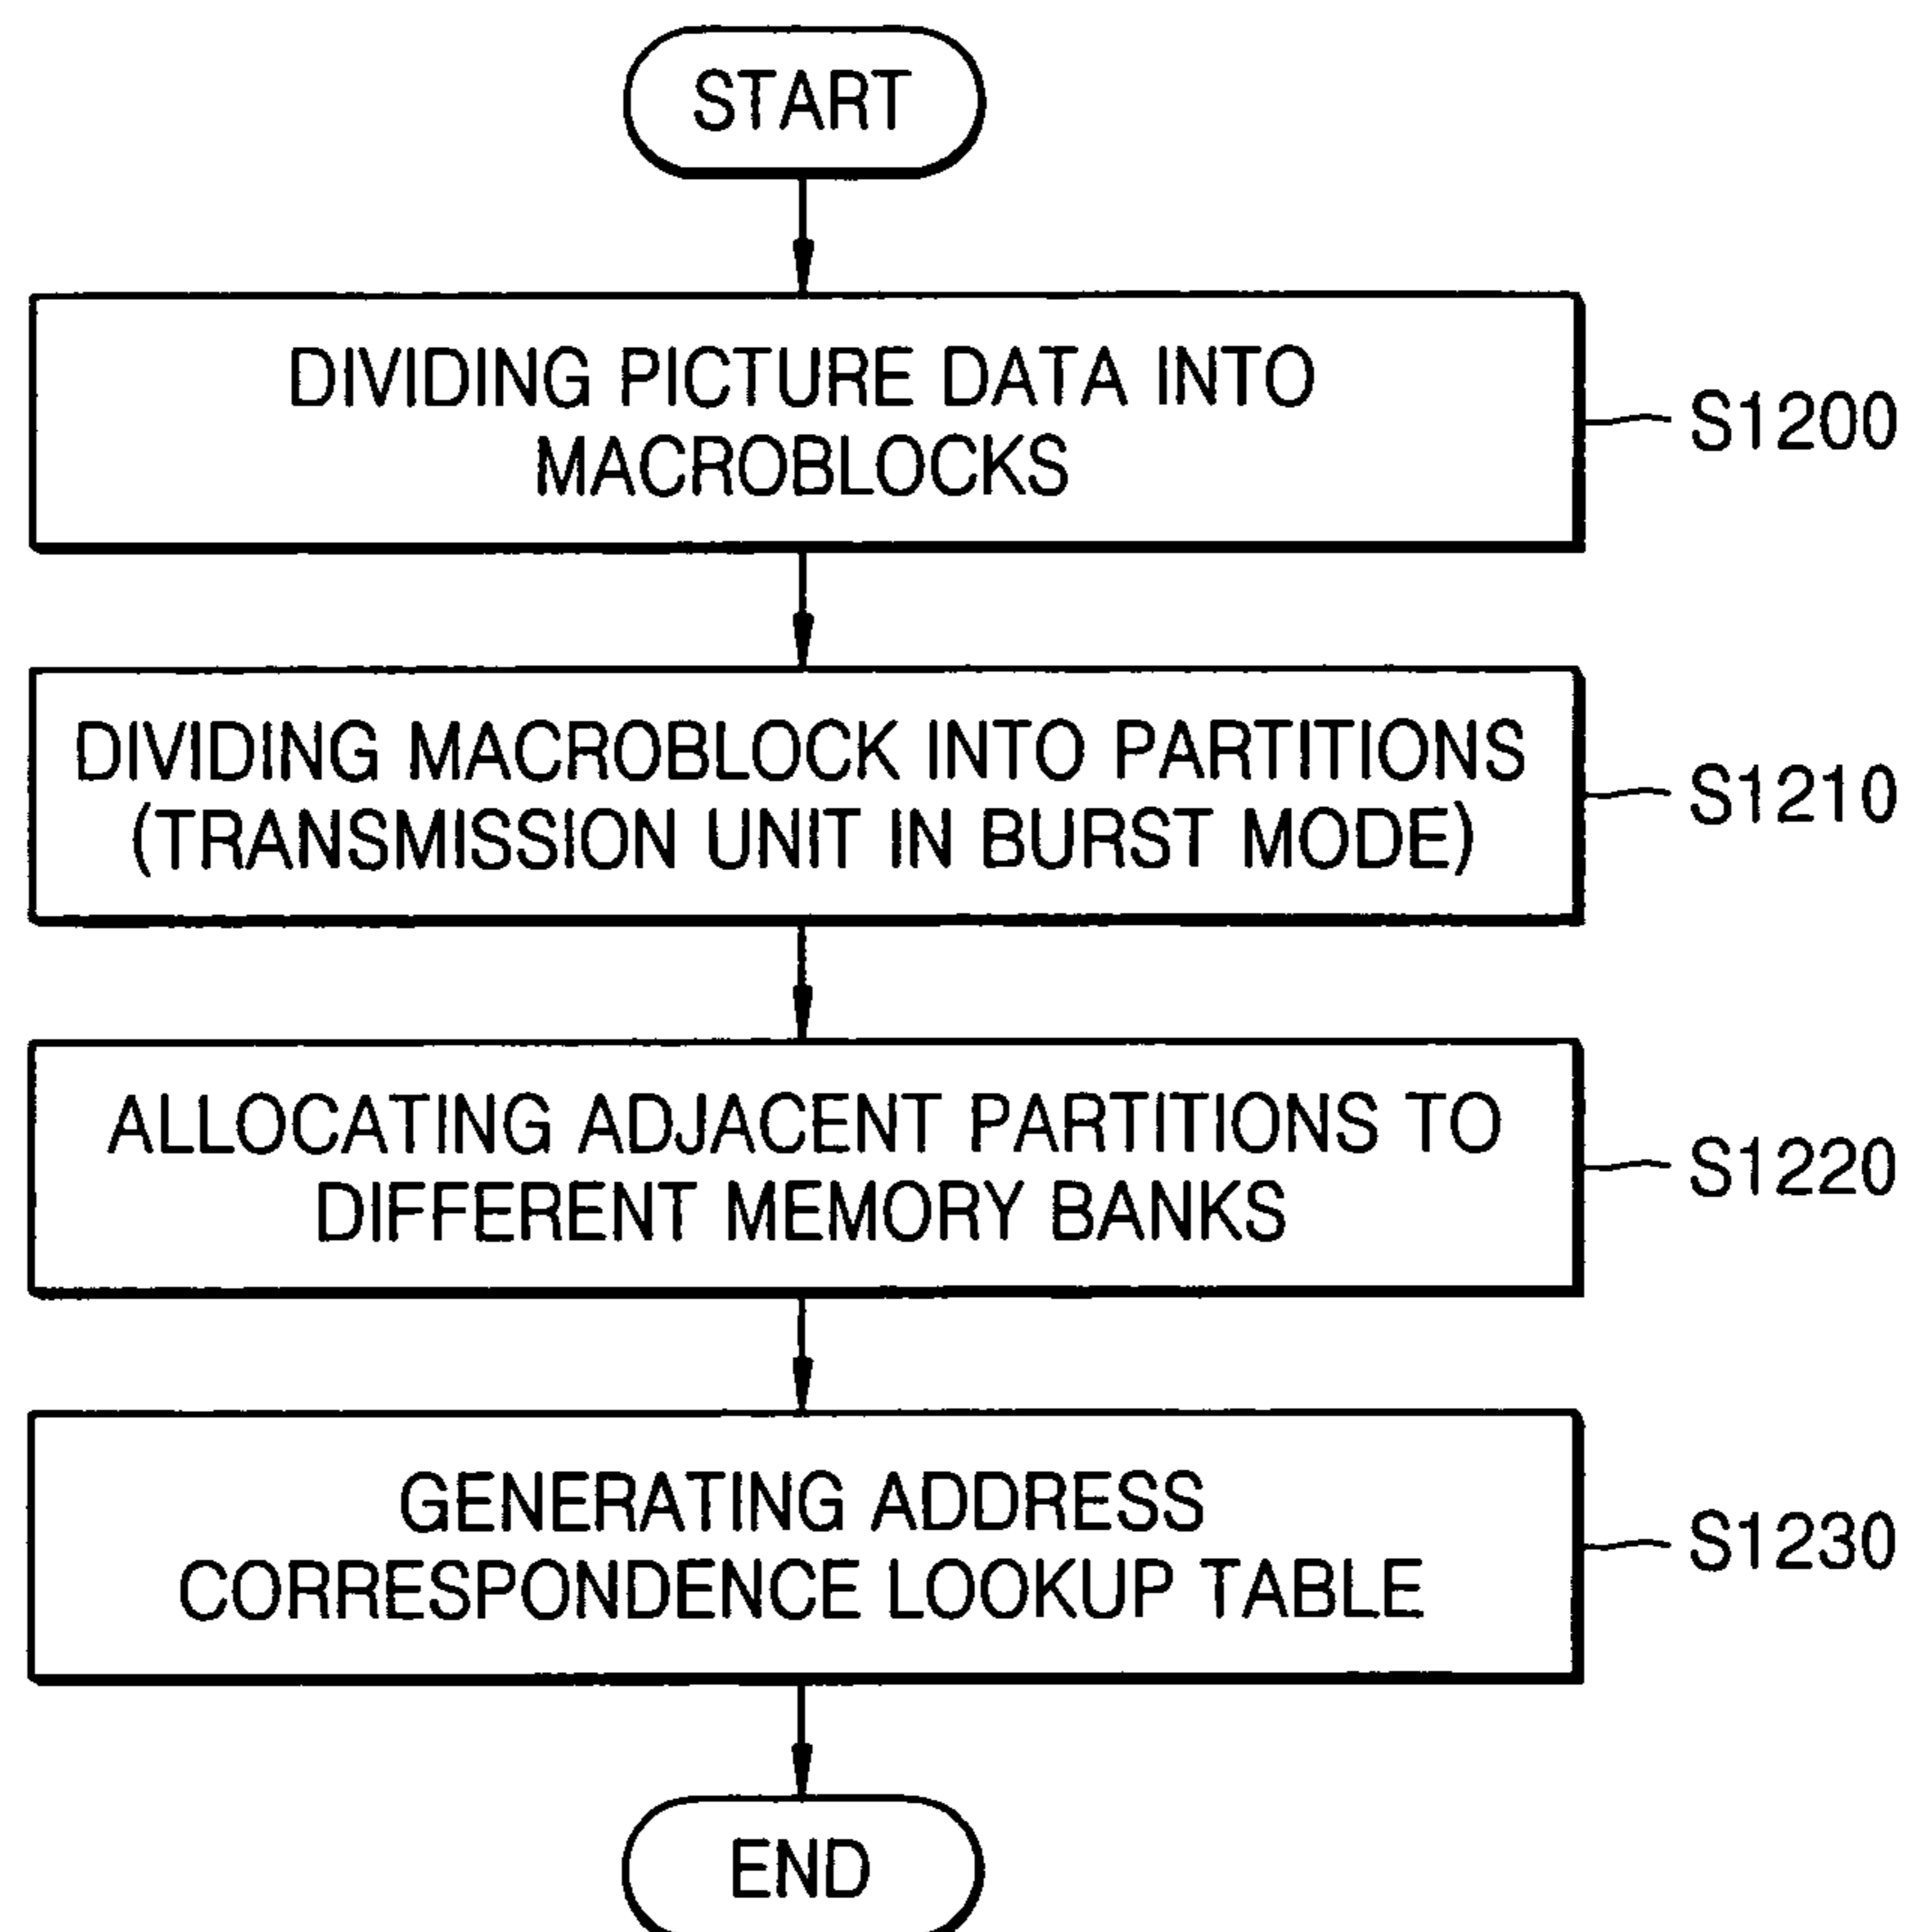 START
DIVIDING PICTURE DATA INTO
MACROBLOCKS
S1200
DIVIDING MACROBLOCK INTO PARTITIONS
(TRANSMISSION UNIT IN BURST MODE)
S1210
ALLOCATING ADJACENT PARTITIONS TO
DIFFERENT MEMORY BANKS
S1220
GENERATING ADDRESS
CORRESPONDENCE LOOKUP TABLE
S1230
END